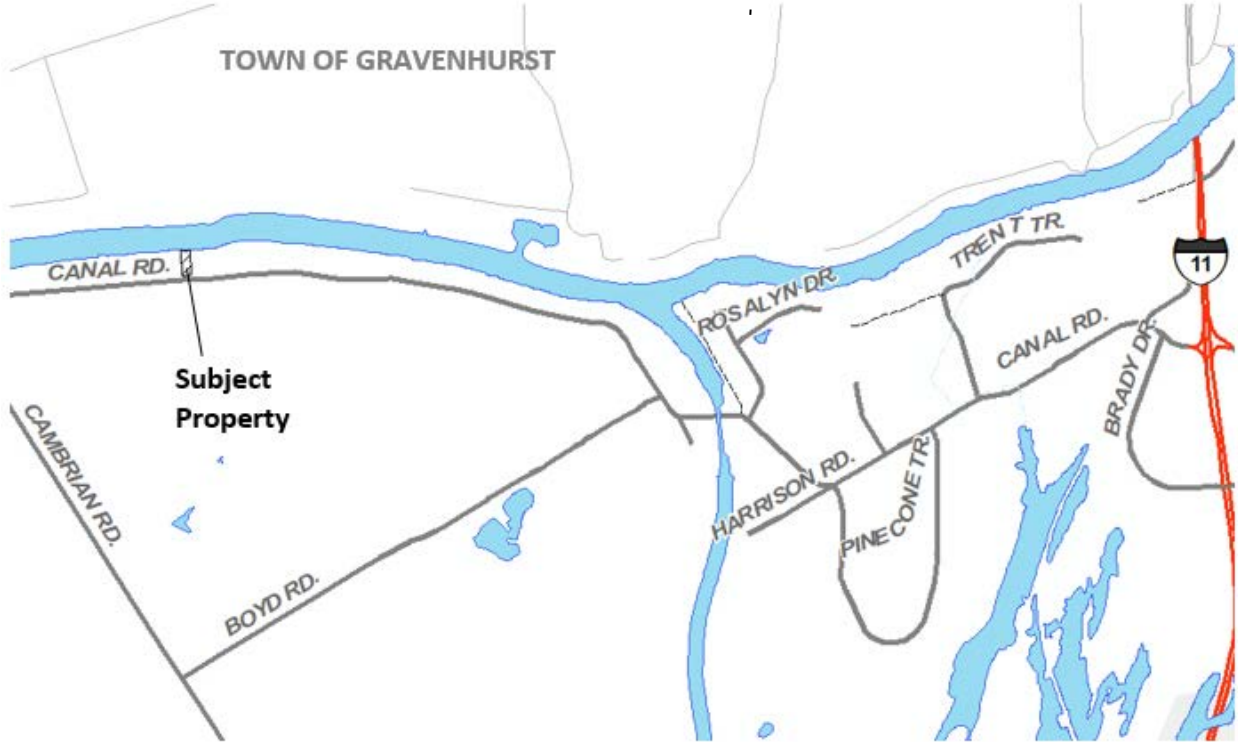 TOWN OF GRAVENHURST
CANAL RD.
Subject
Property
ROSALYN DR.
TRENT TR.
11
CANAL RD.
BRADY DR.
CAMBRIAN RD.
HARRISON RD.
PINECONE TR.
BOYD RD.